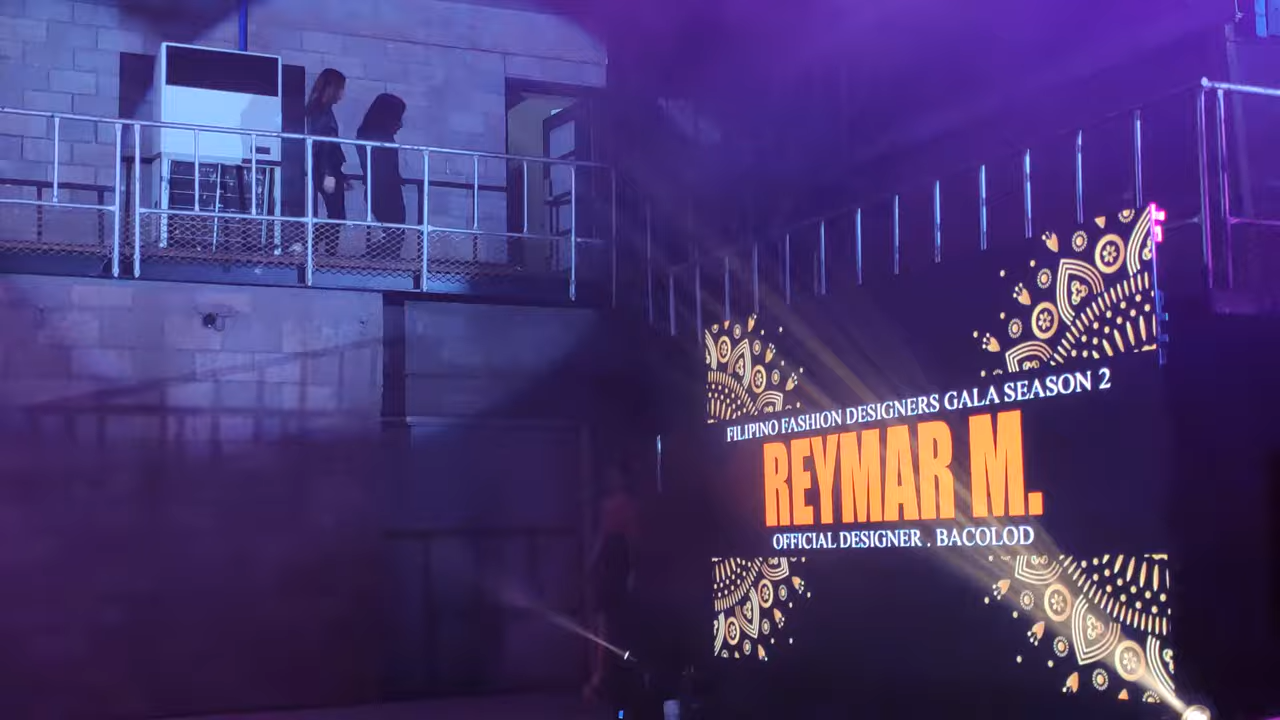 FILIPINO FASHION DESIGNERS GALA SEASON 2
REYMAR M.
OFFICIAL DESIGNER . BACOLOD